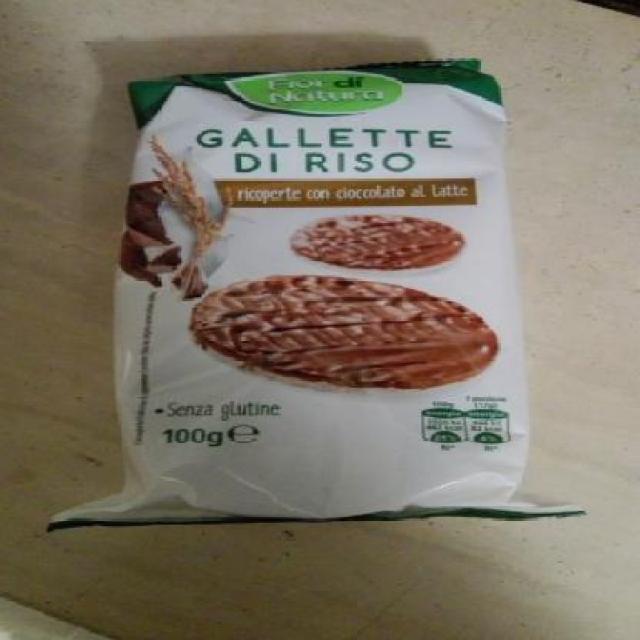 Fior di
Natura
GALLETTE
DI RISO
ricoperte con cioccolato al latte
• Senza glutine
100g ℮